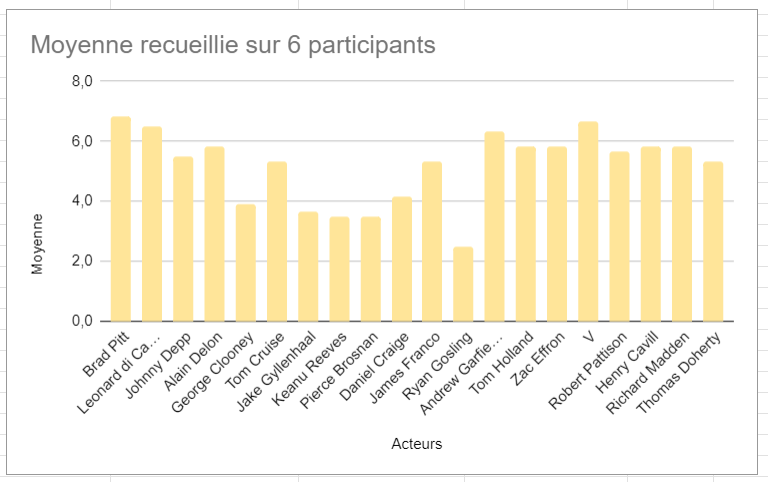 Moyenne recueillie sur 6 participants
8,0
6,0
4,0
2,0
0,0
Moyenne
Brad Pitt
Leonard di Ca...
Johnny Depp
Alain Delon
George Clooney
Tom Cruise
Jake Gyllenhaal
Keanu Reeves
Pierce Brosnan
Daniel Craige
James Franco
Ryan Gosling
Andrew Garfie...
Tom Holland
Zac Effron
V
Robert Pattison
Henry Cavill
Richard Madden
Thomas Doherty
Acteurs